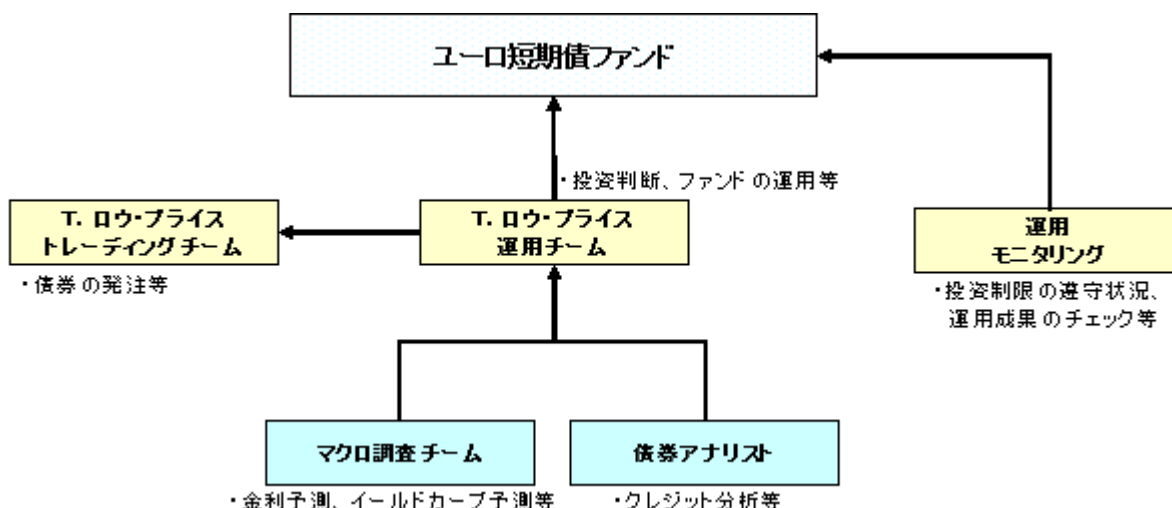 ユーロ短期債ファンド
・投資判断、ファンドの運用等
T. ロウ・プライス
トレーディングチーム
T. ロウ・プライス
運用チーム
運用
モニタリング
・債券の発注等
・投資制限の遵守状況、
運用成果のチェック等
マクロ調査チーム
債券アナリスト
・金利予測、イールドカーブ予測等
・クレジット分析等